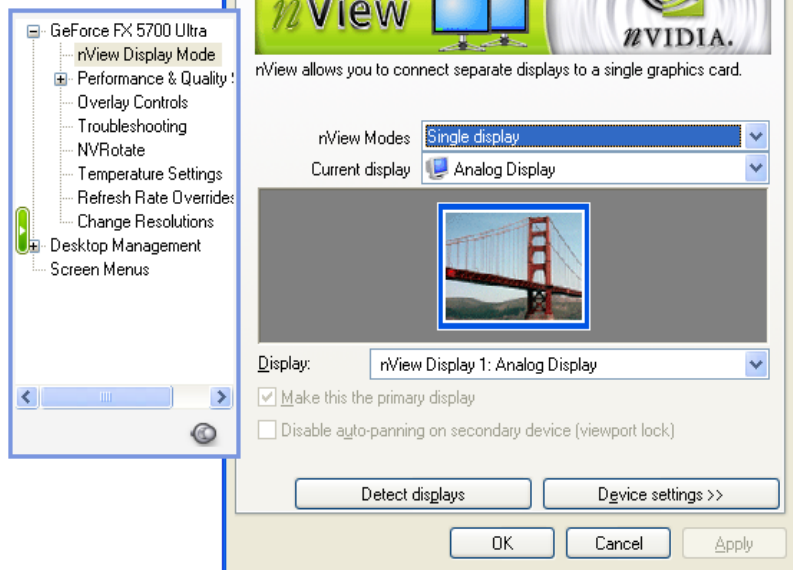 GeForce FX 5700 Ultra
nView Display Mode
Performance & Quality
Overlay Controls
Troubleshooting
NVRotate
Temperature Settings
Refresh Rate Overrides
Change Resolutions
Desktop Management
Screen Menus
nView
nVIDIA.
nView allows you to connect separate displays to a single graphics card.
nView Modes Single display
Current display Analog Display
Display: nView Display 1: Analog Display
Make this the primary display
Disable auto-panning on secondary device (viewport lock)
Detect displays Device settings >>
OK Cancel Apply